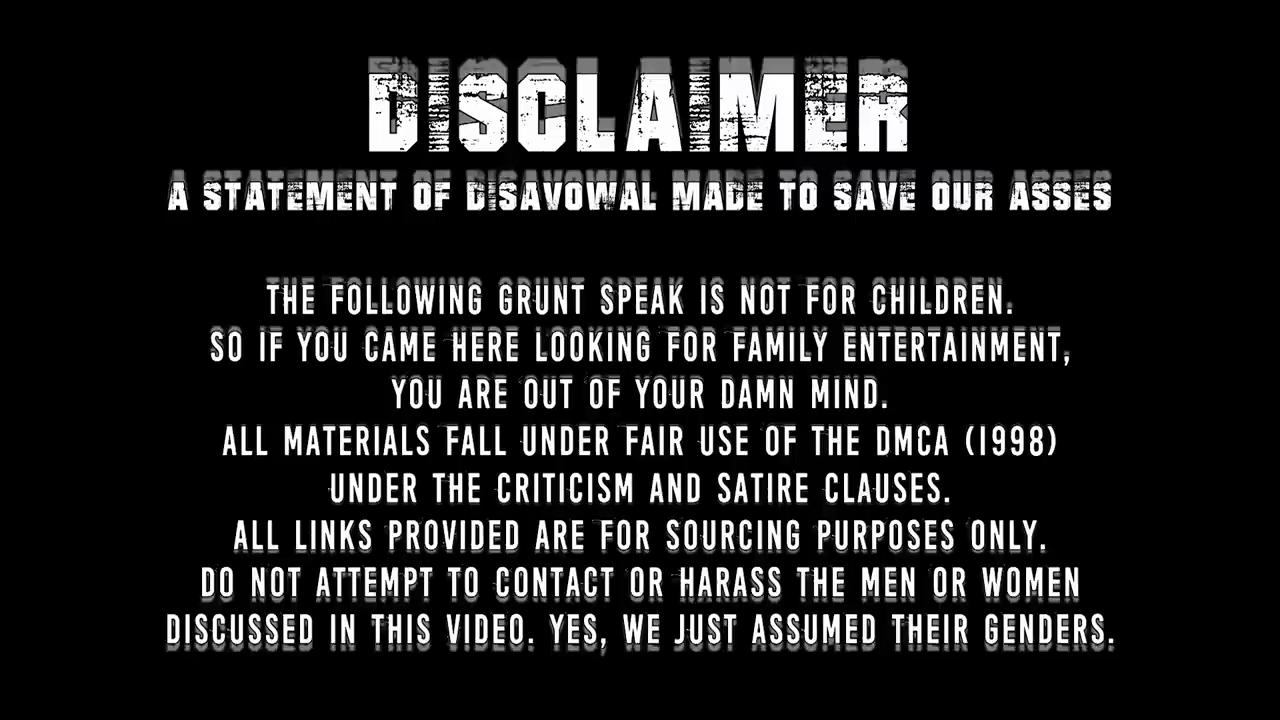 DISCLAIMER
A STATEMENT OF DISAVOWAL MADE TO SAVE OUR ASSES
THE FOLLOWING GRUNT SPEAK IS NOT FOR CHILDREN.
SO IF YOU CAME HERE LOOKING FOR FAMILY ENTERTAINMENT,
YOU ARE OUT OF YOUR DAMN MIND.
ALL MATERIALS FALL UNDER FAIR USE OF THE DMCA (1998)
UNDER THE CRITICISM AND SATIRE CLAUSES.
ALL LINKS PROVIDED ARE FOR SOURCING PURPOSES ONLY.
DO NOT ATTEMPT TO CONTACT OR HARASS THE MEN OR WOMEN
DISCUSSED IN THIS VIDEO. YES, WE JUST ASSUMED THEIR GENDERS.